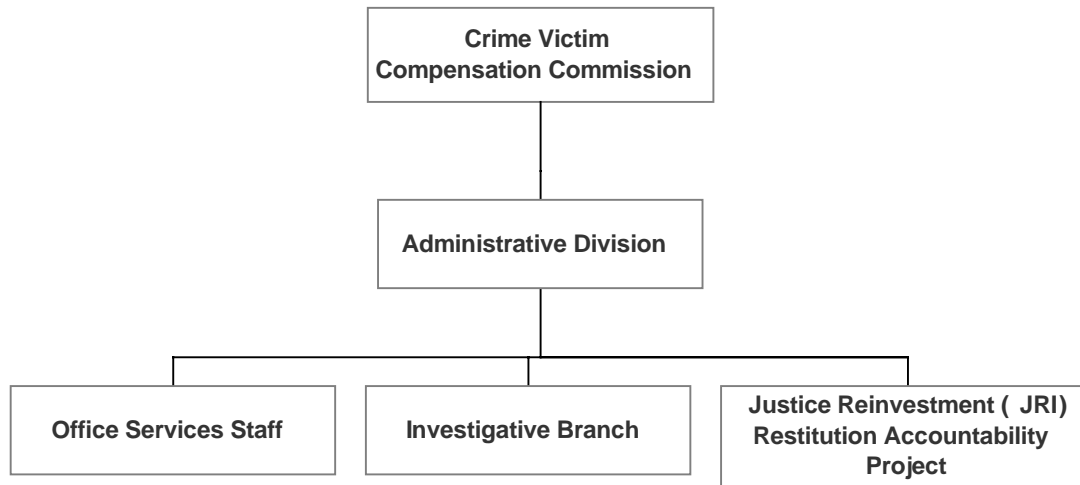 Crime Victim
Compensation Commission
Administrative Division
Office Services Staff
Investigative Branch
Justice Reinvestment ( JRI)
Restitution Accountability
Project